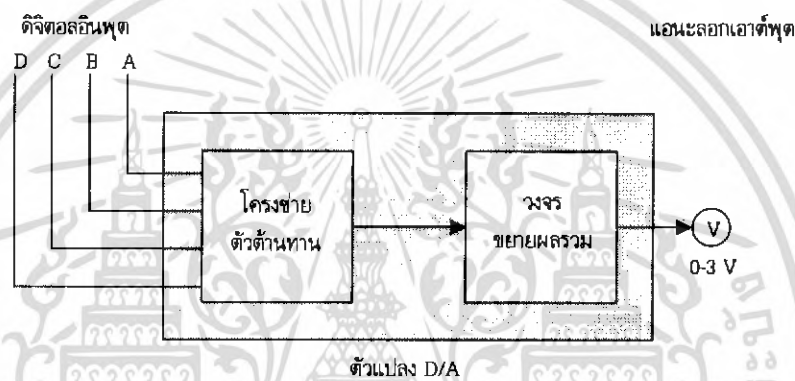 ดิจิตอลอินพุต
แอนะลอกเอาต์พุต
D C B A
โครงข่าย
ตัวต้านทาน
วงจร
ขยายผลรวม
V
0-3 V
ตัวแปลง D/A